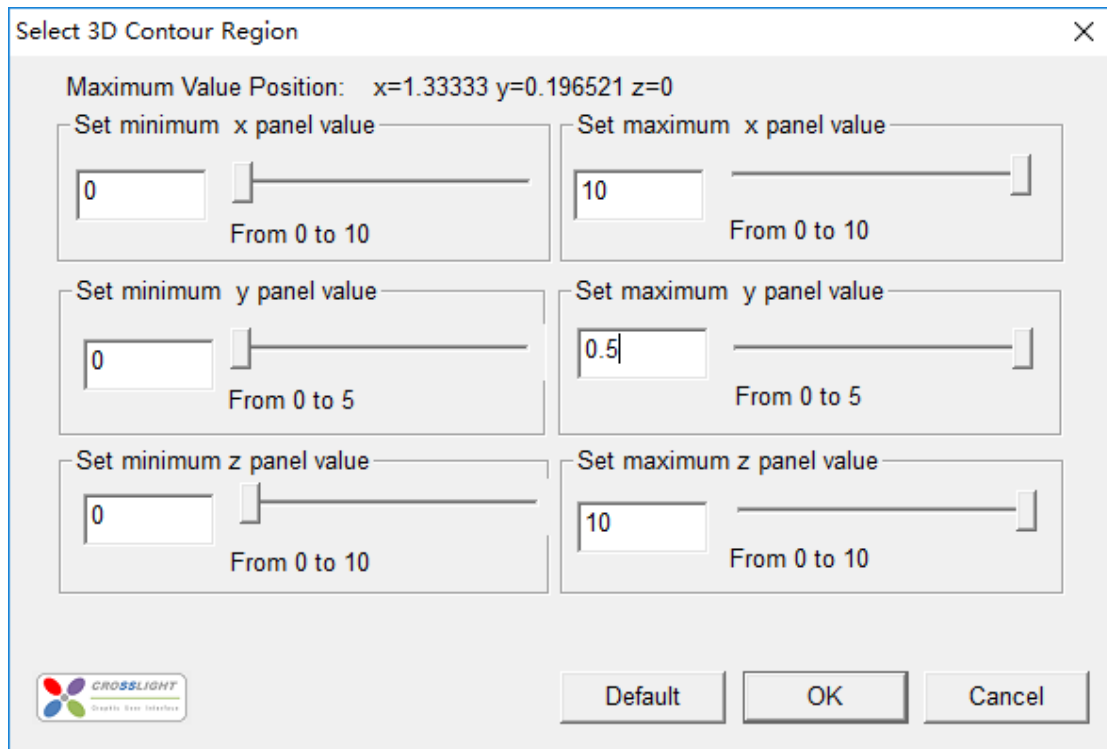 Select 3D Contour Region
Maximum Value Position: x=1.33333 y=0.196521 z=0
Set minimum x panel value
0
From 0 to 10
Set maximum x panel value
10
From 0 to 10
Set minimum y panel value
0
From 0 to 5
Set maximum y panel value
0.5
From 0 to 5
Set minimum z panel value
0
From 0 to 10
Set maximum z panel value
10
From 0 to 10
CROSSLIGHT
Graphic User Interface
Default
OK
Cancel